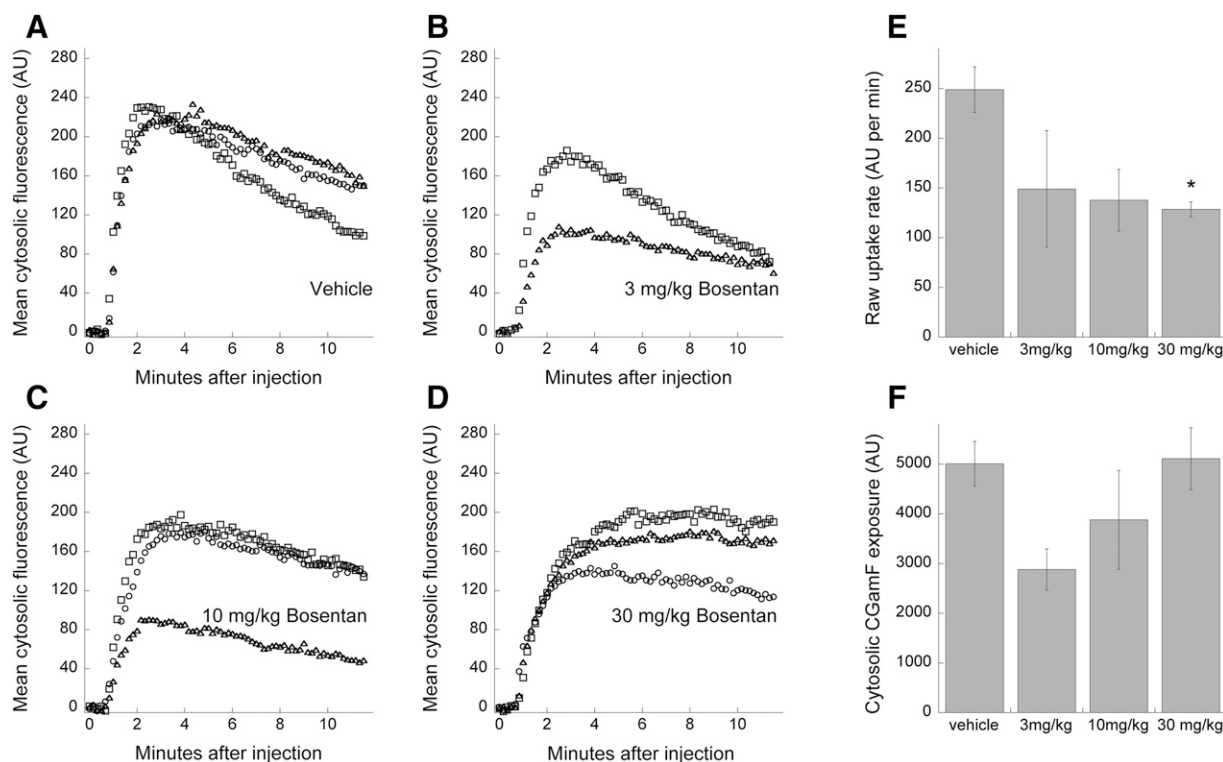 A
Mean cytosolic fluorescence (AU)
280
240
200
160
120
80
40
0
Vehicle
0 2 4 6 8 10
Minutes after injection
B
Mean cytosolic fluorescence (AU)
280
240
200
160
120
80
40
0
3 mg/kg Bosentan
0 2 4 6 8 10
Minutes after injection
C
Mean cytosolic fluorescence (AU)
280
240
200
160
120
80
40
0
10 mg/kg Bosentan
0 2 4 6 8 10
Minutes after injection
D
Mean cytosolic fluorescence (AU)
280
240
200
160
120
80
40
0
30 mg/kg Bosentan
0 2 4 6 8 10
Minutes after injection
E
Raw uptake rate (AU per min)
250
200
150
100
50
0
*
vehicle 3mg/kg 10mg/kg 30 mg/kg
F
Cytosolic CGamF exposure (AU)
5000
4000
3000
2000
1000
0
vehicle 3mg/kg 10mg/kg 30 mg/kg